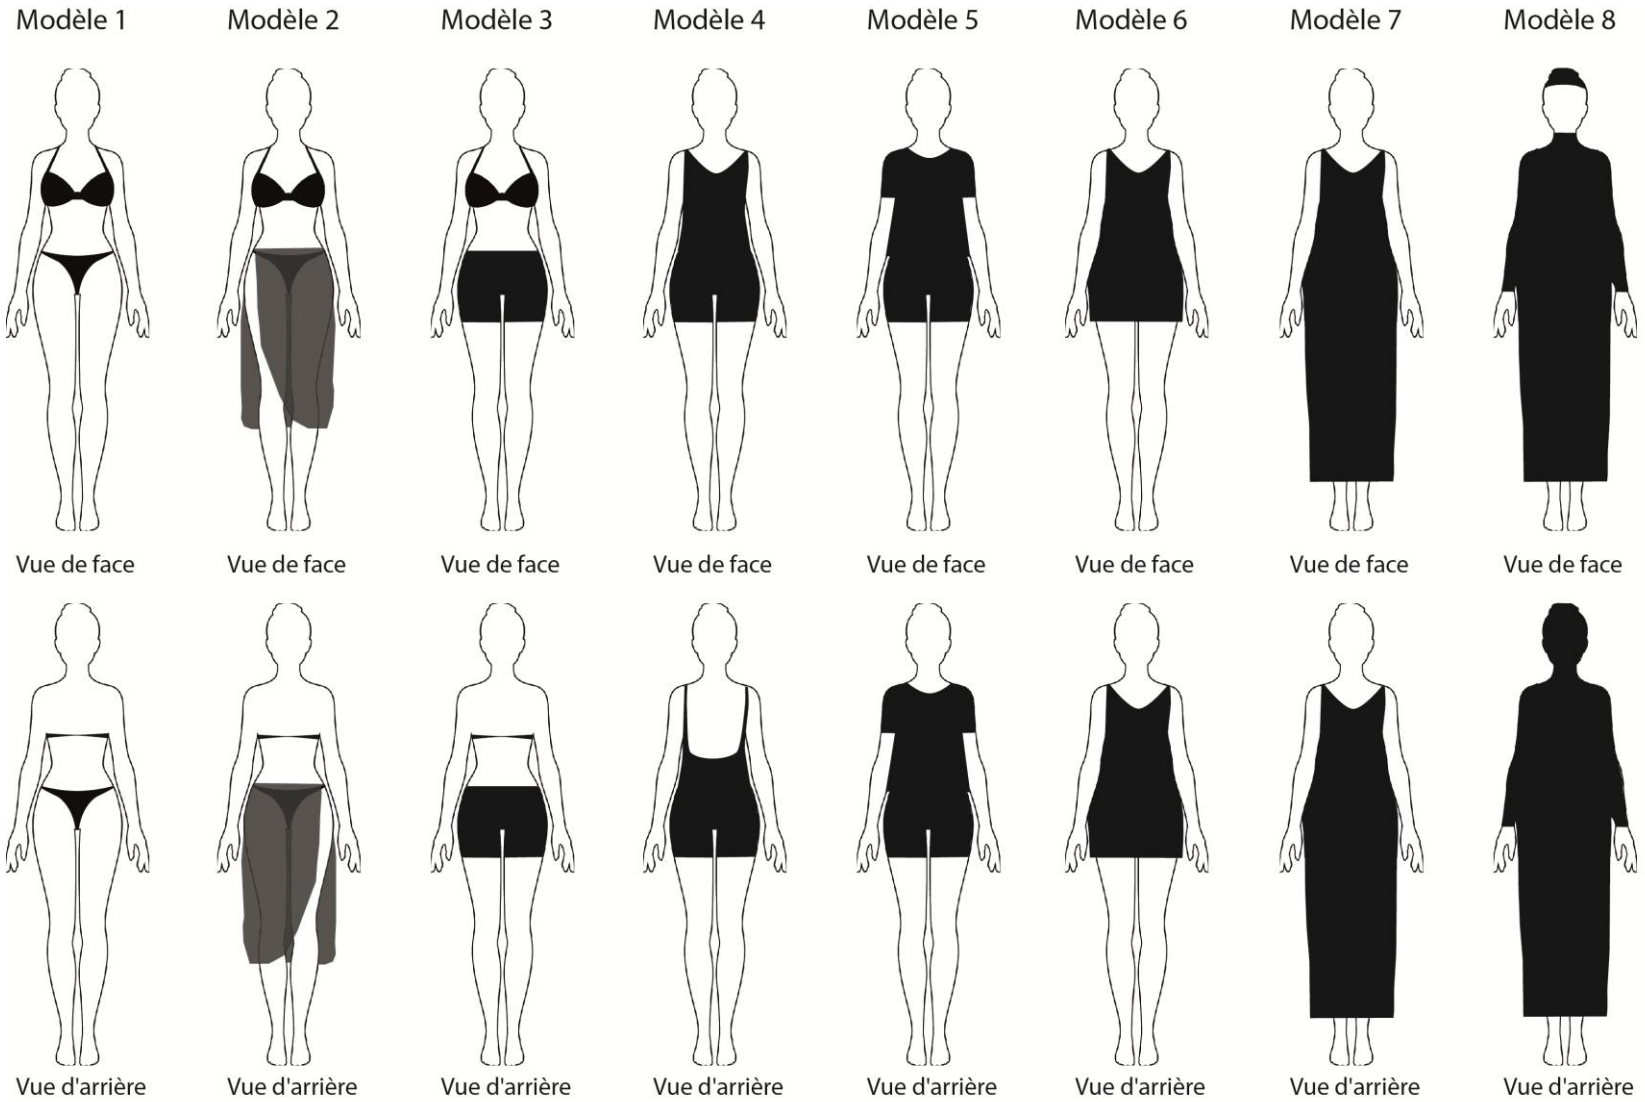 Modèle 1 Modèle 2 Modèle 3 Modèle 4 Modèle 5 Modèle 6 Modèle 7 Modèle 8
Vue de face Vue de face Vue de face Vue de face Vue de face Vue de face Vue de face Vue de face
Vue d'arrière Vue d'arrière Vue d'arrière Vue d'arrière Vue d'arrière Vue d'arrière Vue d'arrière Vue d'arrière